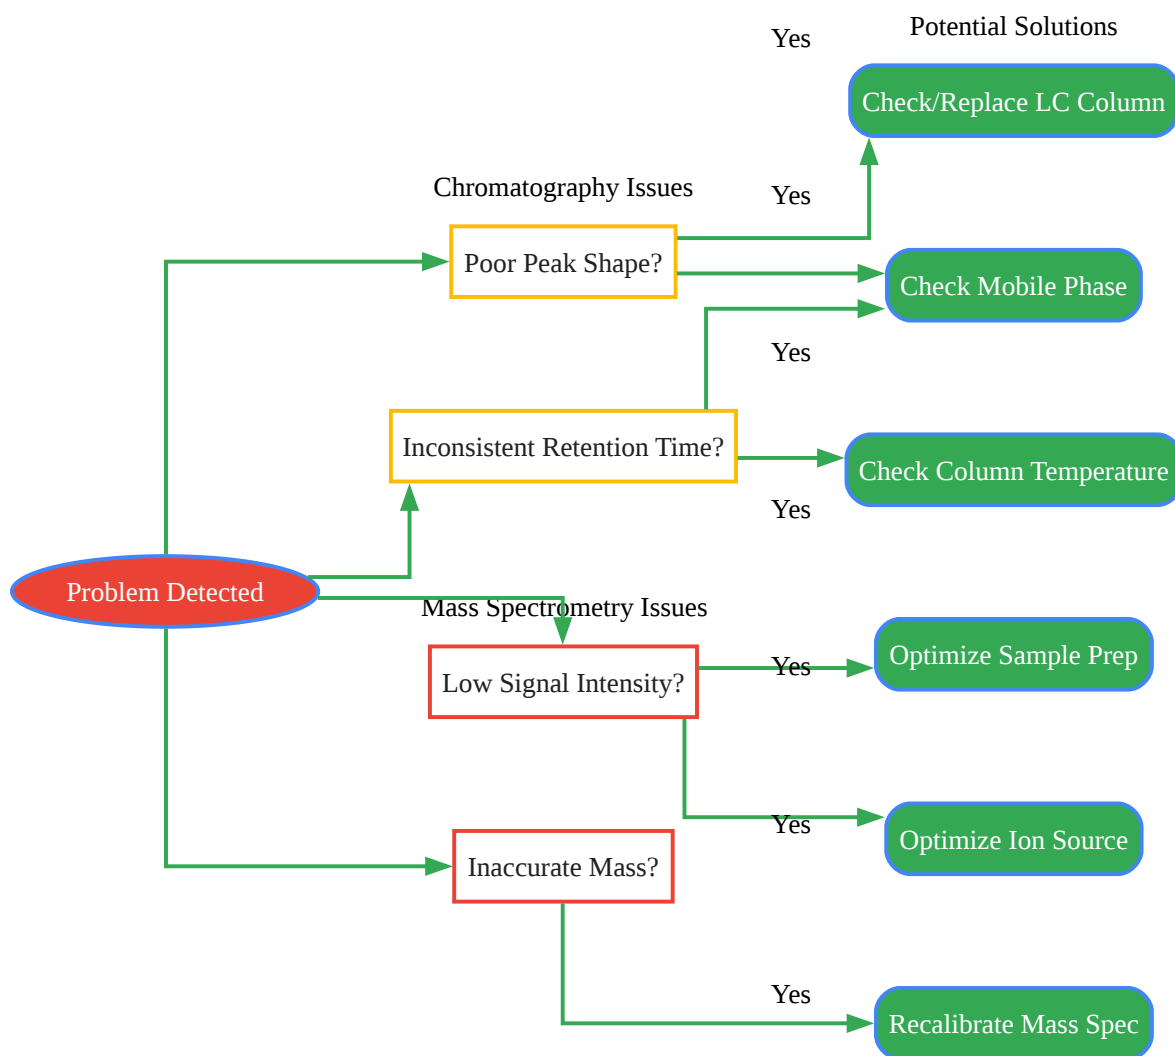 Yes
Potential Solutions
Check/Replace LC Column
Chromatography Issues
Yes
Poor Peak Shape?
Check Mobile Phase
Yes
Inconsistent Retention Time?
Check Column Temperature
Yes
Problem Detected
Mass Spectrometry Issues
Low Signal Intensity?
Yes
Optimize Sample Prep
Yes
Optimize Ion Source
Inaccurate Mass?
Yes
Recalibrate Mass Spec